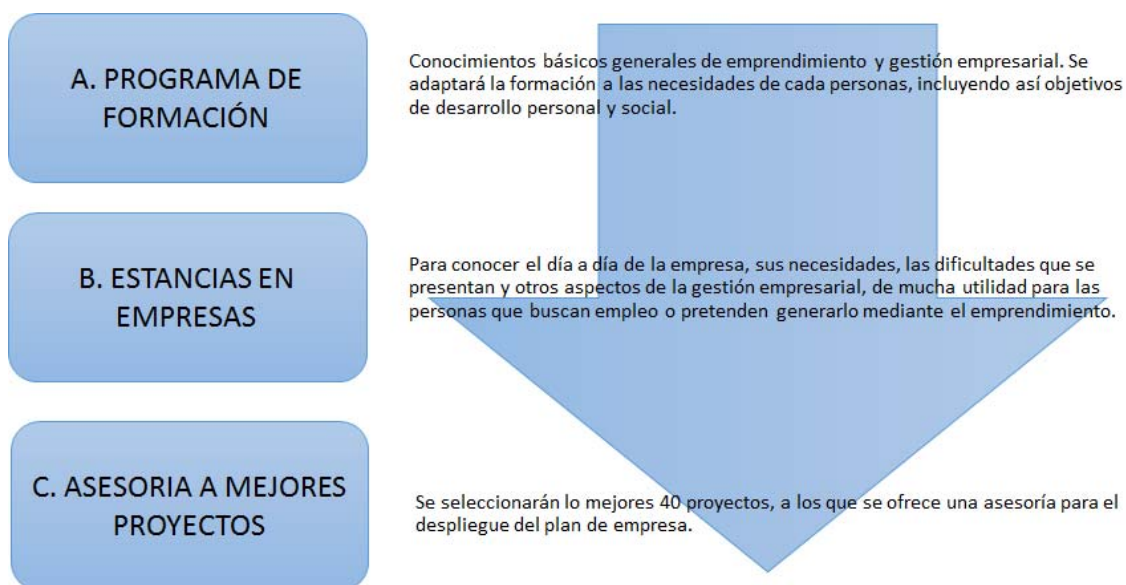 A. PROGRAMA DE
FORMACIÓN
Conocimientos básicos generales de emprendimiento y gestión empresarial. Se
adaptará la formación a las necesidades de cada personas, incluyendo así objetivos
de desarrollo personal y social.
B. ESTANCIAS EN
EMPRESAS
Para conocer el día a día de la empresa, sus necesidades, las dificultades que se
presentan y otros aspectos de la gestión empresarial, de mucha utilidad para las
personas que buscan empleo o pretenden generarlo mediante el emprendimiento.
C. ASESORIA A MEJORES
PROYECTOS
Se seleccionarán lo mejores 40 proyectos, a los que se ofrece una asesoría para el
despliegue del plan de empresa.